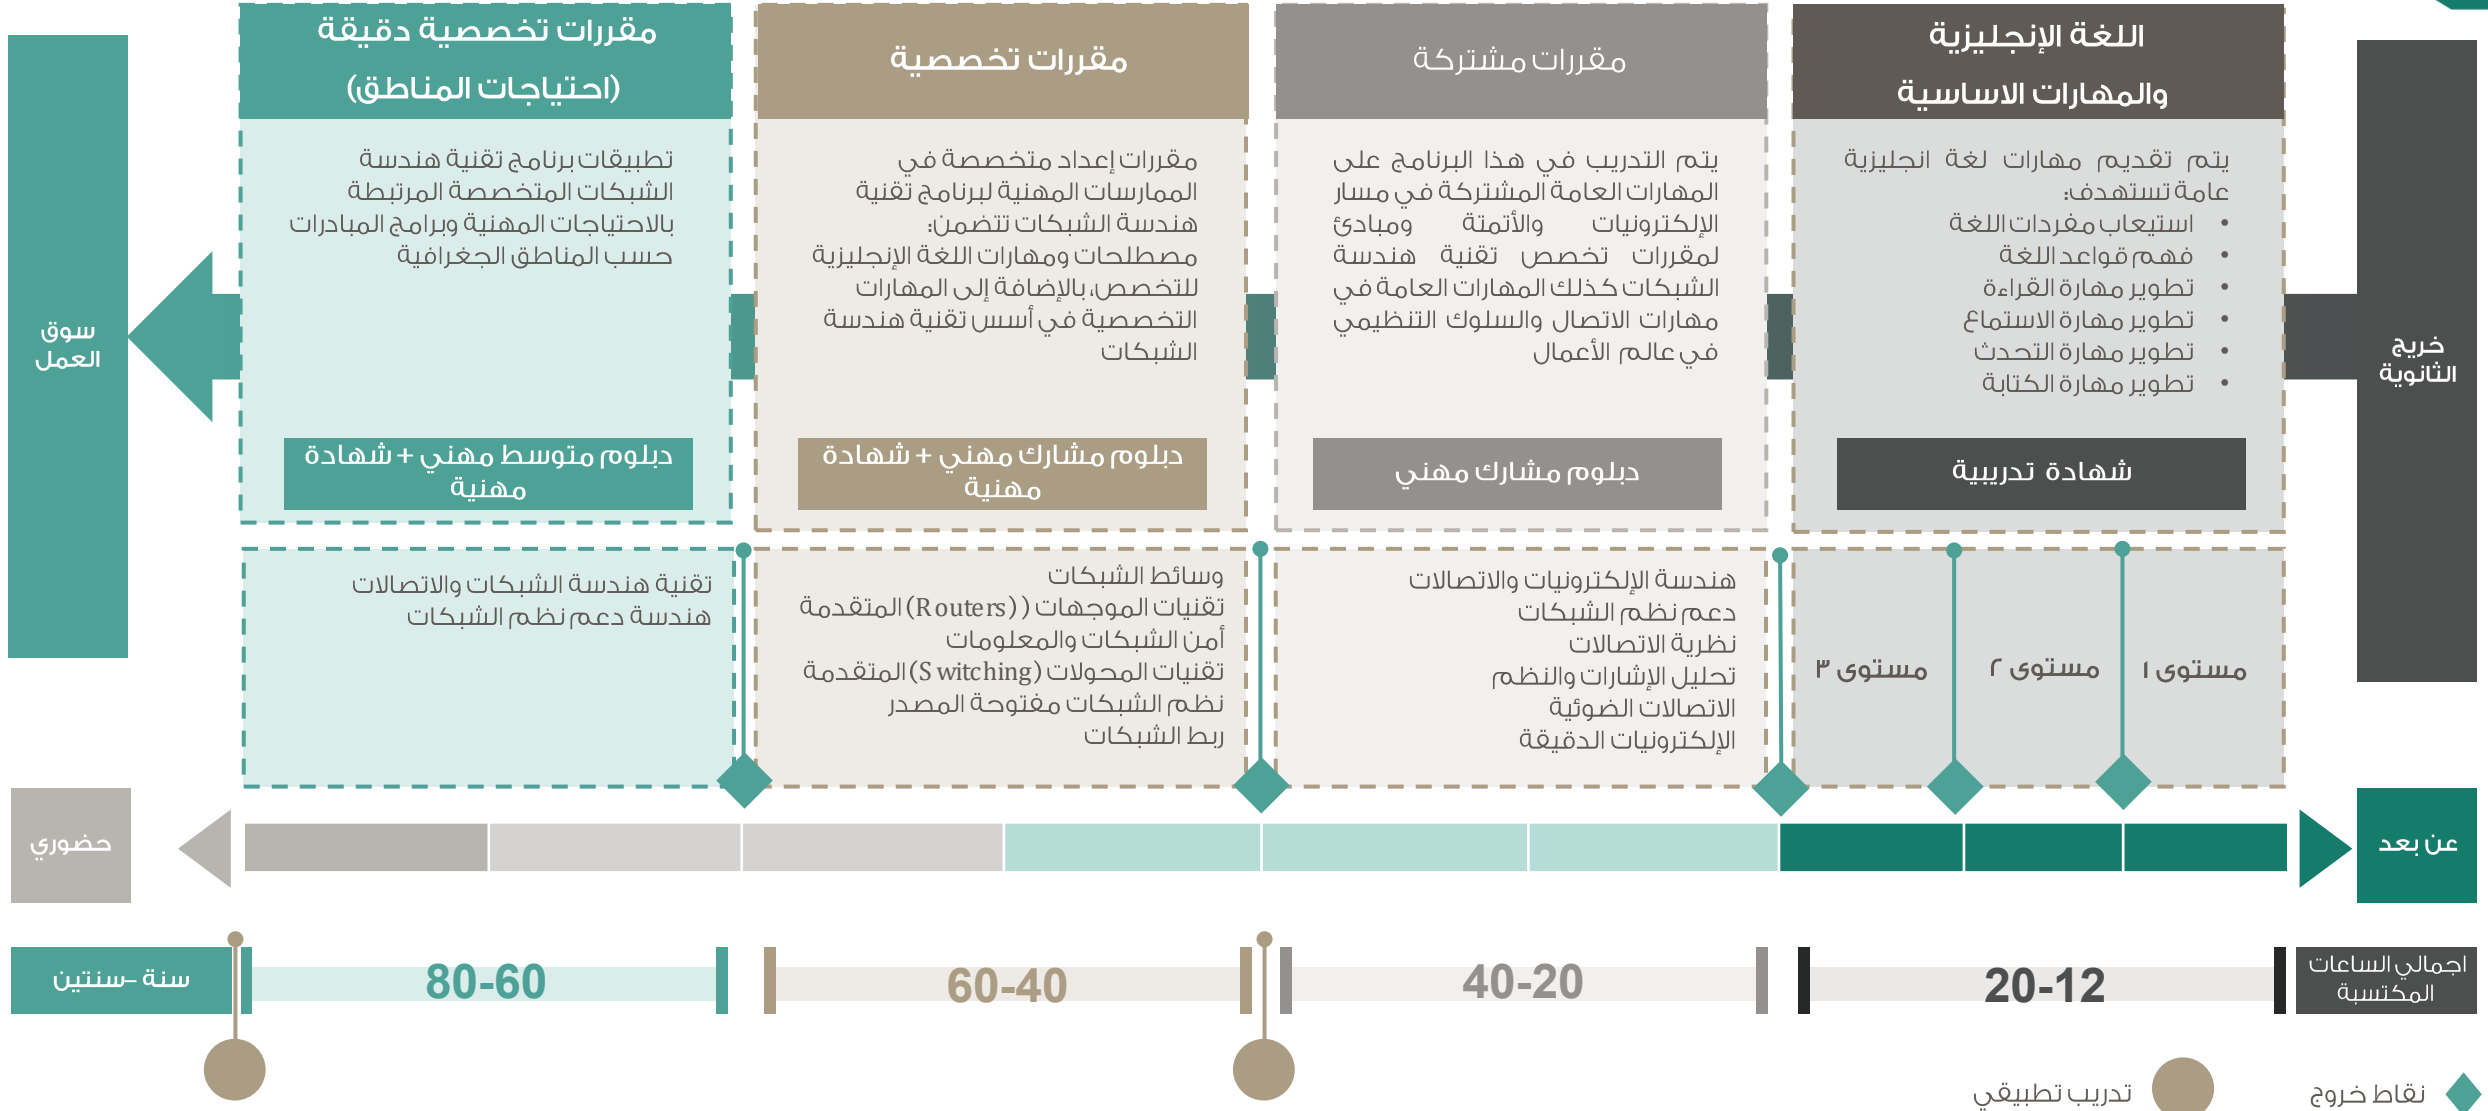 خريج
الثانوية
اللغة الإنجليزية
والمهارات الاساسية
يتم تقديم مهارات لغة انجليزية
عامة تستهدف:
• استيعاب مفردات اللغة
• فهم قواعد اللغة
• تطوير مهارة القراءة
• تطوير مهارة الاستماع
• تطوير مهارة التحدث
• تطوير مهارة الكتابة
شهادة تدريبية
مقررات مشتركة
يتم التدريب في هذا البرنامج على
المهارات العامة المشتركة في مسار
الإلكترونيات والأتمتة ومبادئ
لمقررات تخصص تقنية هندسة
الشبكات كذلك المهارات العامة في
مهارات الاتصال والسلوك التنظيمي
في عالم الأعمال
دبلوم مشارك مهني
مقررات تخصصية
مقررات إعداد متخصصة في
الممارسات المهنية لبرنامج تقنية
هندسة الشبكات تتضمن:
مصطلحات ومهارات اللغة الإنجليزية
للتخصص، بالإضافة إلى المهارات
التخصصية في أسس تقنية هندسة
الشبكات
دبلوم مشارك مهني + شهادة
مهنية
مقررات تخصصية دقيقة
(احتياجات المناطق)
تطبيقات برنامج تقنية هندسة
الشبكات المتخصصة المرتبطة
بالاحتياجات المهنية وبرامج المبادرات
حسب المناطق الجغرافية
دبلوم متوسط مهني + شهادة
مهنية
سوق
العمل
مستوى ١
مستوى ٢
مستوى ٣
هندسة الإلكترونيات والاتصالات
دعم نظم الشبكات
نظرية الاتصالات
تحليل الإشارات والنظم
الاتصالات الضوئية
الإلكترونيات الدقيقة
وسائط الشبكات
تقنيات الموجهات ((Routers) المتقدمة
أمن الشبكات والمعلومات
تقنيات المحولات (Switching) المتقدمة
نظم الشبكات مفتوحة المصدر
ربط الشبكات
تقنية هندسة الشبكات والاتصالات
هندسة دعم نظم الشبكات
عن بعد
حضوري
اجمالي الساعات
المكتسبة
20-12
40-20
60-40
80-60
سنة –سنتين
نقاط خروج
تدريب تطبيقي